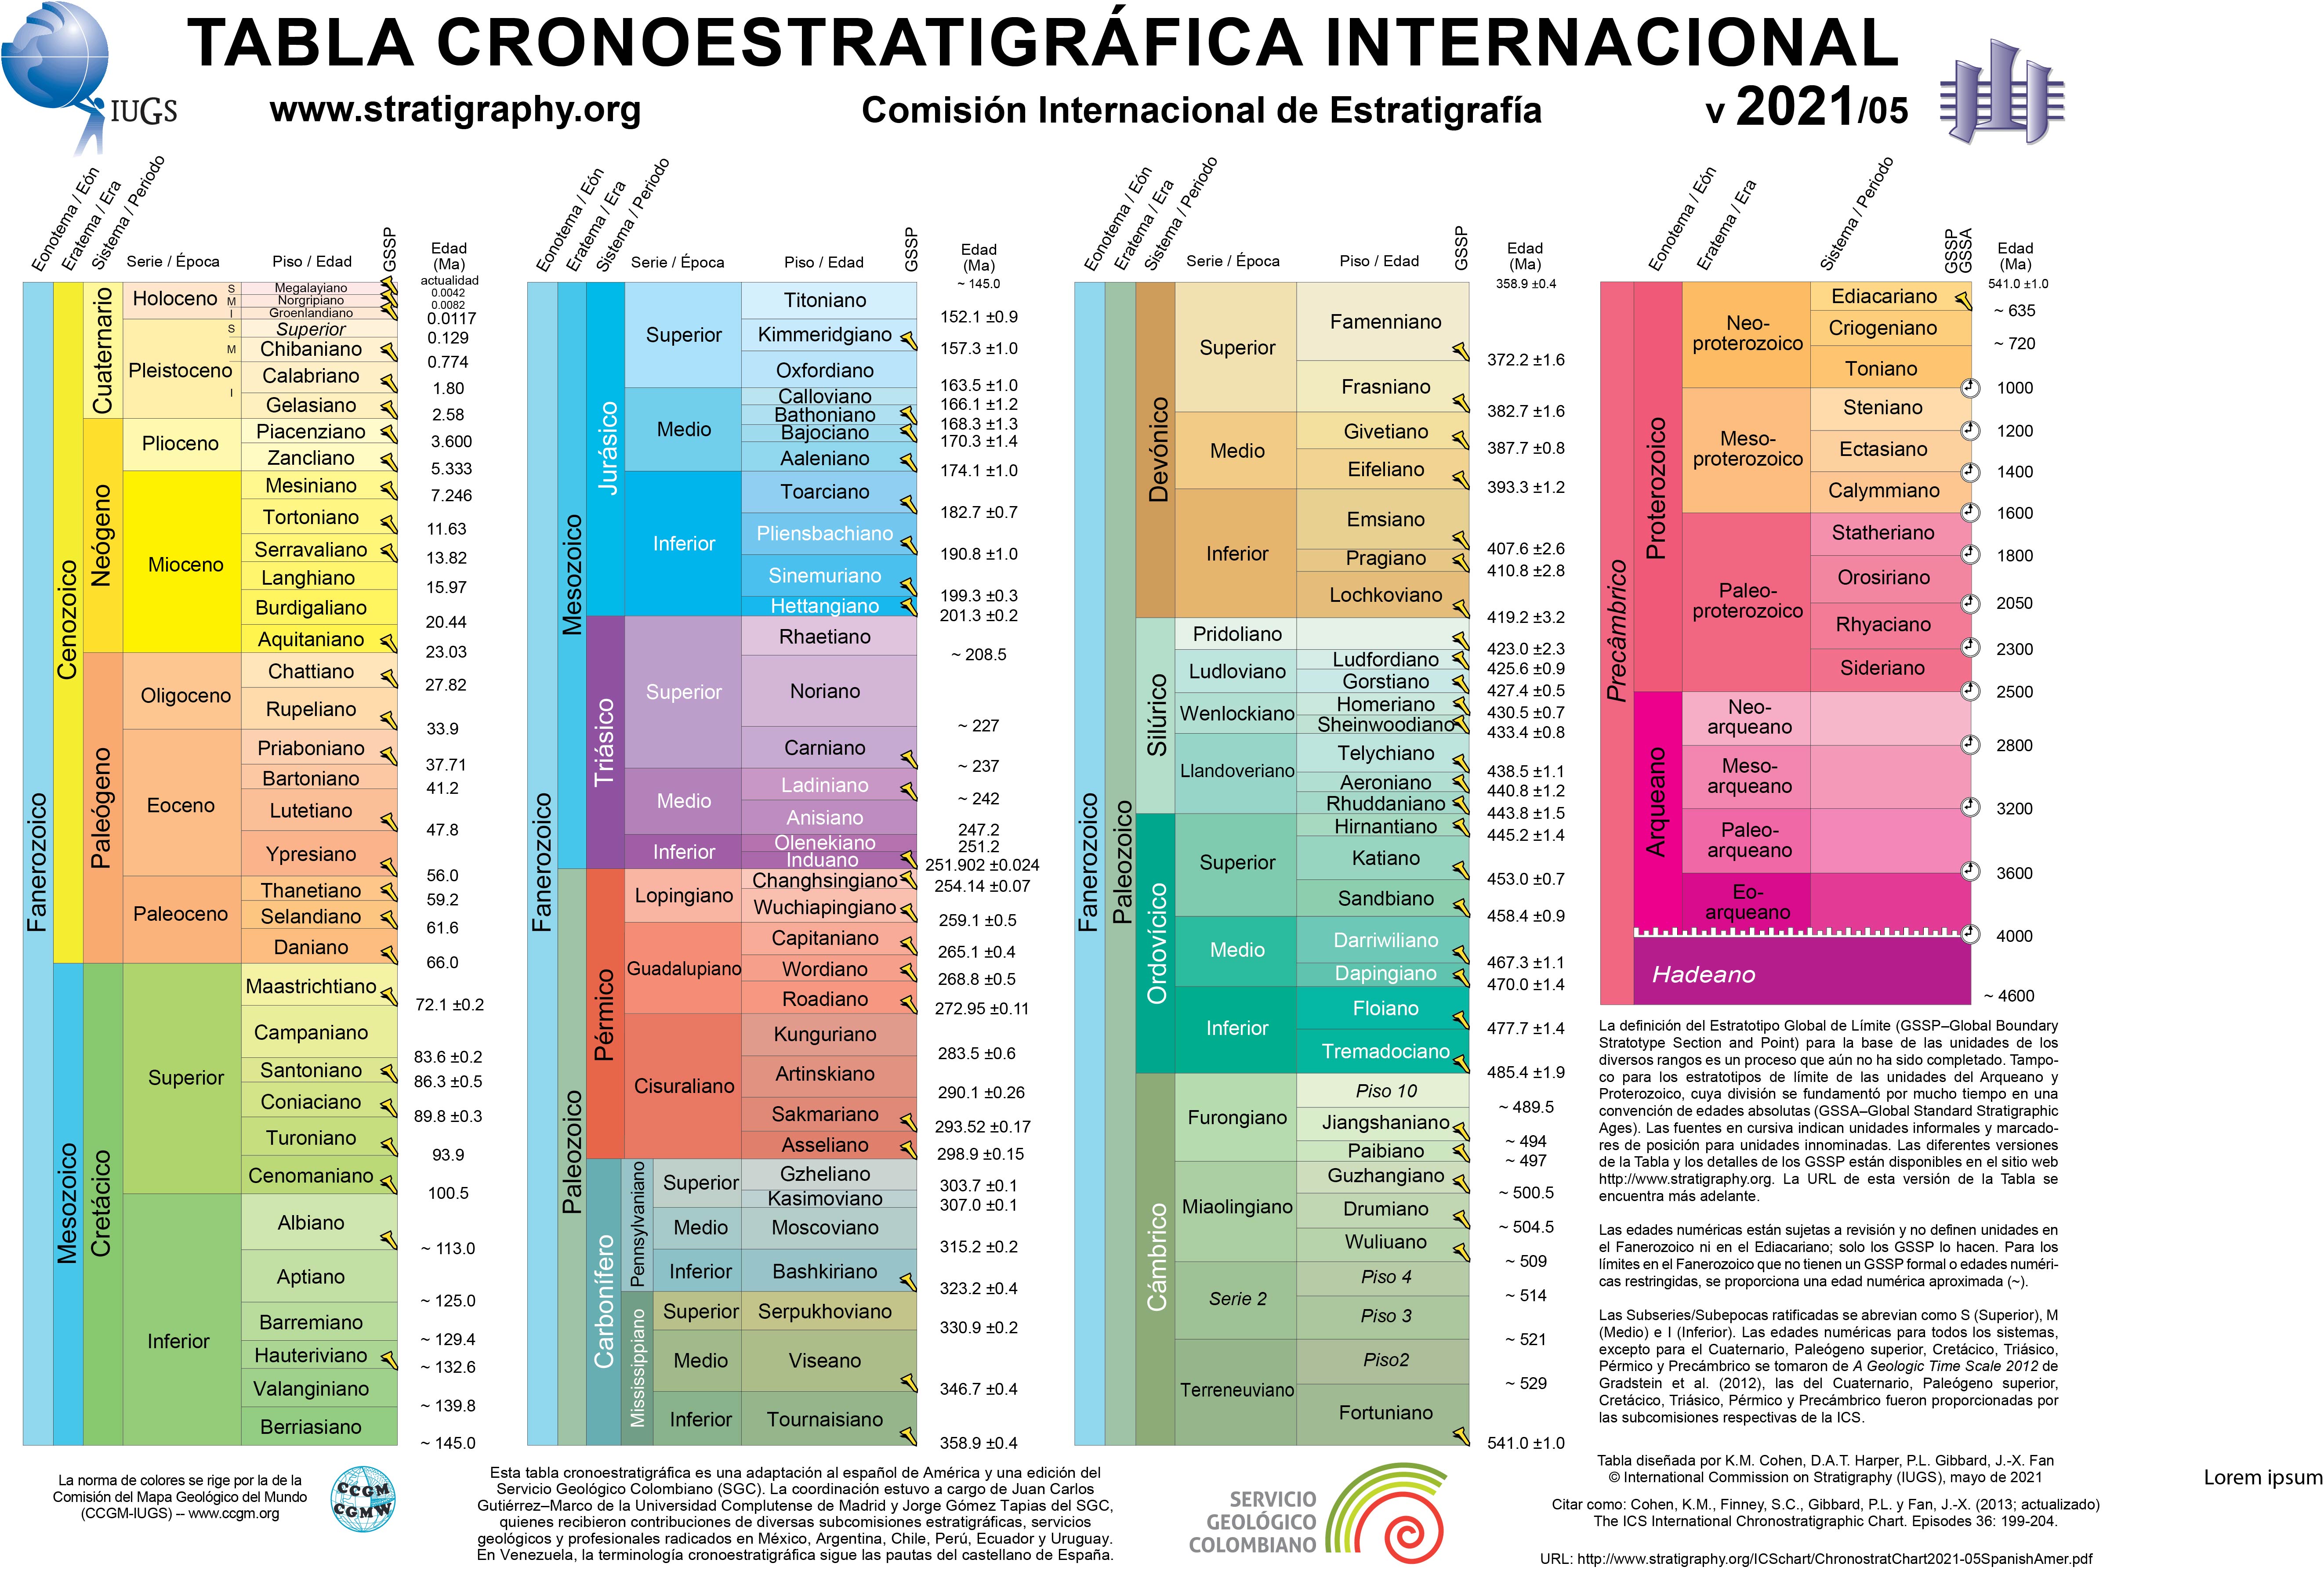 TABLA CRONOESTRATIGRÁFICA INTERNACIONAL
IUGS
www.stratigraphy.org
Comisión Internacional de Estratigrafía
v 2021/05
Eonotema / Eón
Eratema / Era
Sistema / Periodo
Serie / Época
Piso / Edad
GSSP
Edad
(Ma)
actualidad
Fanerozoico
Cenozoico
Cuaternario
Holoceno
S
Megalayiano
0.0042
M
Norgripiano
0.0082
I
Groenlandiano
0.0117
Pleistoceno
S
Superior
0.129
M
Chibaniano
0.774
I
Calabriano
1.80
Gelasiano
2.58
Neógeno
Plioceno
Piacenziano
3.600
Zancliano
5.333
Mioceno
Mesiniano
7.246
Tortoniano
11.63
Serravaliano
13.82
Langhiano
15.97
Burdigaliano
20.44
Aquitaniano
23.03
Paleógeno
Oligoceno
Chattiano
27.82
Rupeliano
33.9
Eoceno
Priaboniano
37.71
Bartoniano
41.2
Lutetiano
47.8
Ypresiano
56.0
Paleoceno
Thanetiano
59.2
Selandiano
61.6
Daniano
66.0
Mesozoico
Cretácico
Superior
Maastrichtiano
72.1 ±0.2
Campaniano
83.6 ±0.2
Santoniano
86.3 ±0.5
Coniaciano
89.8 ±0.3
Turoniano
93.9
Cenomaniano
100.5
Inferior
Albiano
~ 113.0
Aptiano
~ 125.0
Barremiano
~ 129.4
Hauteriviano
~ 132.6
Valanginiano
~ 139.8
Berriasiano
~ 145.0
Eonotema / Eón
Eratema / Era
Sistema / Periodo
Serie / Época
Piso / Edad
GSSP
Edad
(Ma)
~ 145.0
Fanerozoico
Mesozoico
Jurásico
Superior
Titoniano
152.1 ±0.9
Kimmeridgiano
157.3 ±1.0
Oxfordiano
163.5 ±1.0
Medio
Calloviano
166.1 ±1.2
Bathoniano
168.3 ±1.3
Bajociano
170.3 ±1.4
Aaleniano
174.1 ±1.0
Inferior
Toarciano
182.7 ±0.7
Pliensbachiano
190.8 ±1.0
Sinemuriano
199.3 ±0.3
Hettangiano
201.3 ±0.2
Triásico
Superior
Rhaetiano
~ 208.5
Noriano
~ 227
Carniano
~ 237
Medio
Ladiniano
~ 242
Anisiano
247.2
Inferior
Olenekiano
251.2
Induano
251.902 ±0.024
Paleozoico
Pérmico
Lopingiano
Changhsingiano
254.14 ±0.07
Wuchiapingiano
259.1 ±0.5
Guadalupiano
Capitaniano
265.1 ±0.4
Wordiano
268.8 ±0.5
Roadiano
272.95 ±0.11
Cisuraliano
Kunguriano
283.5 ±0.6
Artinskiano
290.1 ±0.26
Sakmariano
293.52 ±0.17
Asseliano
298.9 ±0.15
Carbonífero
Pennsylvaniano
Superior
Gzheliano
303.7 ±0.1
Kasimoviano
307.0 ±0.1
Medio
Moscoviano
315.2 ±0.2
Inferior
Bashkiriano
323.2 ±0.4
Mississippiano
Superior
Serpukhoviano
330.9 ±0.2
Medio
Viseano
346.7 ±0.4
Inferior
Tournaisiano
358.9 ±0.4
Eonotema / Eón
Eratema / Era
Sistema / Periodo
Serie / Época
Piso / Edad
GSSP
Edad
(Ma)
358.9 ±0.4
Fanerozoico
Paleozoico
Devónico
Superior
Famenniano
372.2 ±1.6
Frasniano
382.7 ±1.6
Medio
Givetiano
387.7 ±0.8
Eifeliano
393.3 ±1.2
Inferior
Emsiano
407.6 ±2.6
Pragiano
410.8 ±2.8
Lochkoviano
419.2 ±3.2
Silúrico
Pridoliano
423.0 ±2.3
Ludloviano
Ludfordiano
425.6 ±0.9
Gorstiano
427.4 ±0.5
Wenlockiano
Homeriano
430.5 ±0.7
Sheinwoodiano
433.4 ±0.8
Llandoveriano
Telychiano
438.5 ±1.1
Aeroniano
440.8 ±1.2
Rhuddaniano
443.8 ±1.5
Ordovícico
Superior
Hirnantiano
445.2 ±1.4
Katiano
453.0 ±0.7
Sandbiano
458.4 ±0.9
Medio
Darriwiliano
467.3 ±1.1
Dapingiano
470.0 ±1.4
Inferior
Floiano
477.7 ±1.4
Tremadociano
485.4 ±1.9
Cámbrico
Furongiano
Piso 10
~ 489.5
Jiangshaniano
~ 494
Paibiano
~ 497
Miaolingiano
Guzhangiano
~ 500.5
Drumiano
~ 504.5
Wuliuano
~ 509
Serie 2
Piso 4
~ 514
Piso 3
~ 521
Terreneuviano
Piso2
~ 529
Fortuniano
541.0 ±1.0
Eonotema / Eón
Eratema / Era
Sistema / Periodo
GSSP
GSSA
Edad
(Ma)
541.0 ±1.0
Precâmbrico
Proterozoico
Neo-
proterozoico
Ediacariano
~ 635
Criogeniano
~ 720
Toniano
1000
Meso-
proterozoico
Steniano
1200
Ectasiano
1400
Calymmiano
1600
Paleo-
proterozoico
Statheriano
1800
Orosiriano
2050
Rhyaciano
2300
Sideriano
2500
Arqueano
Neo-
arqueano
2800
Meso-
arqueano
3200
Paleo-
arqueano
3600
Eo-
arqueano
4000
Hadeano
~ 4600
La definición del Estratotipo Global de Límite (GSSP–Global Boundary
Stratotype Section and Point) para la base de las unidades de los
diversos rangos es un proceso que aún no ha sido completado. Tampo-
co para los estratotipos de límite de las unidades del Arqueano y
Proterozoico, cuya división se fundamentó por mucho tiempo en una
convención de edades absolutas (GSSA–Global Standard Stratigraphic
Ages). Las fuentes en cursiva indican unidades informales y marcado-
res de posición para unidades innominadas. Las diferentes versiones
de la Tabla y los detalles de los GSSP están disponibles en el sitio web
http://www.stratigraphy.org. La URL de esta versión de la Tabla se
encuentra más adelante.
Las edades numéricas están sujetas a revisión y no definen unidades en
el Fanerozoico ni en el Ediacariano; solo los GSSP lo hacen. Para los
límites en el Fanerozoico que no tienen un GSSP formal o edades numéri-
cas restringidas, se proporciona una edad numérica aproximada (~).
Las Subseries/Subepocas ratificadas se abrevian como S (Superior), M
(Medio) e I (Inferior). Las edades numéricas para todos los sistemas,
excepto para el Cuaternario, Paleógeno superior, Cretácico, Triásico,
Pérmico y Precámbrico se tomaron de A Geologic Time Scale 2012 de
Gradstein et al. (2012), las del Cuaternario, Paleógeno superior,
Cretácico, Triásico, Pérmico y Precámbrico fueron proporcionadas por
las subcomisiones respectivas de la ICS.
Tabla diseñada por K.M. Cohen, D.A.T. Harper, P.L. Gibbard, J.-X. Fan
© International Commission on Stratigraphy (IUGS), mayo de 2021
Citar como: Cohen, K.M., Finney, S.C., Gibbard, P.L. y Fan, J.-X. (2013; actualizado)
The ICS International Chronostratigraphic Chart. Episodes 36: 199-204.
URL: http://www.stratigraphy.org/ICSchart/ChronostratChart2021-05SpanishAmer.pdf
La norma de colores se rige por la de la
Comisión del Mapa Geológico del Mundo
(CCGM-IUGS) -- www.ccgm.org
CCGM
CGMW
Esta tabla cronoestratigráfica es una adaptación al español de América y una edición del
Servicio Geológico Colombiano (SGC). La coordinación estuvo a cargo de Juan Carlos
Gutiérrez–Marco de la Universidad Complutense de Madrid y Jorge Gómez Tapias del SGC,
quienes recibieron contribuciones de diversas subcomisiones estratigráficas, servicios
geológicos y profesionales radicados en México, Argentina, Chile, Perú, Ecuador y Uruguay.
En Venezuela, la terminología cronoestratigráfica sigue las pautas del castellano de España.
SERVICIO
GEOLÓGICO
COLOMBIANO
Lorem ipsum